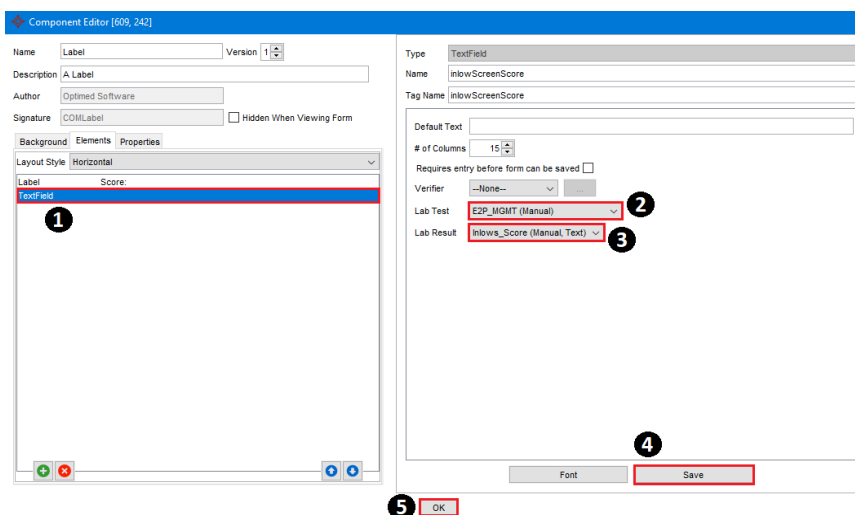 Component Editor [609, 242]
Name Label Version 1
Description A Label
Author Optimed Software
Signature COMLabel Hidden When Viewing Form
Background Elements Properties
Layout Style Horizontal
Label Score:
TextField
1
Type TextField
Name inlowScreenScore
Tag Name inlowScreenScore
Default Text
# of Columns 15
Requires entry before form can be saved
Verifier --None-- ...
Lab Test E2P_MGMT (Manual) 2
Lab Result Inlows_Score (Manual, Text) 3
4
Font Save
5 OK